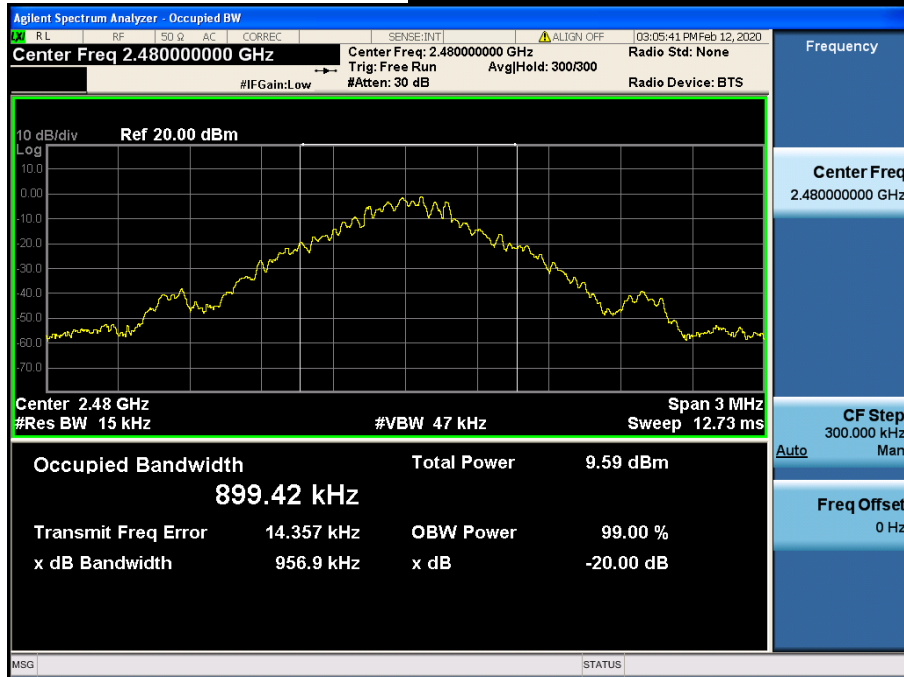 Agilent Spectrum Analyzer - Occupied BW
LXI RL RF 50 Ω AC CORREC SENSE:INT ALIGN OFF 03:05:41 PM Feb 12, 2020
Center Freq 2.480000000 GHz
Center Freq: 2.480000000 GHz
Radio Std: None
Trig: Free Run Avg|Hold: 300/300
#IFGain:Low
#Atten: 30 dB
Radio Device: BTS
10 dB/div Ref 20.00 dBm
Log
10.0
0.00
-10.0
-20.0
-30.0
-40.0
-50.0
-60.0
-70.0
Center 2.48 GHz Span 3 MHz
#Res BW 15 kHz #VBW 47 kHz Sweep 12.73 ms
Occupied Bandwidth Total Power 9.59 dBm
899.42 kHz
Transmit Freq Error 14.357 kHz OBW Power 99.00 %
x dB Bandwidth 956.9 kHz x dB -20.00 dB
MSG STATUS
Frequency
Center Freq
2.480000000 GHz
CF Step
300.000 kHz
Auto Man
Freq Offset
0 Hz